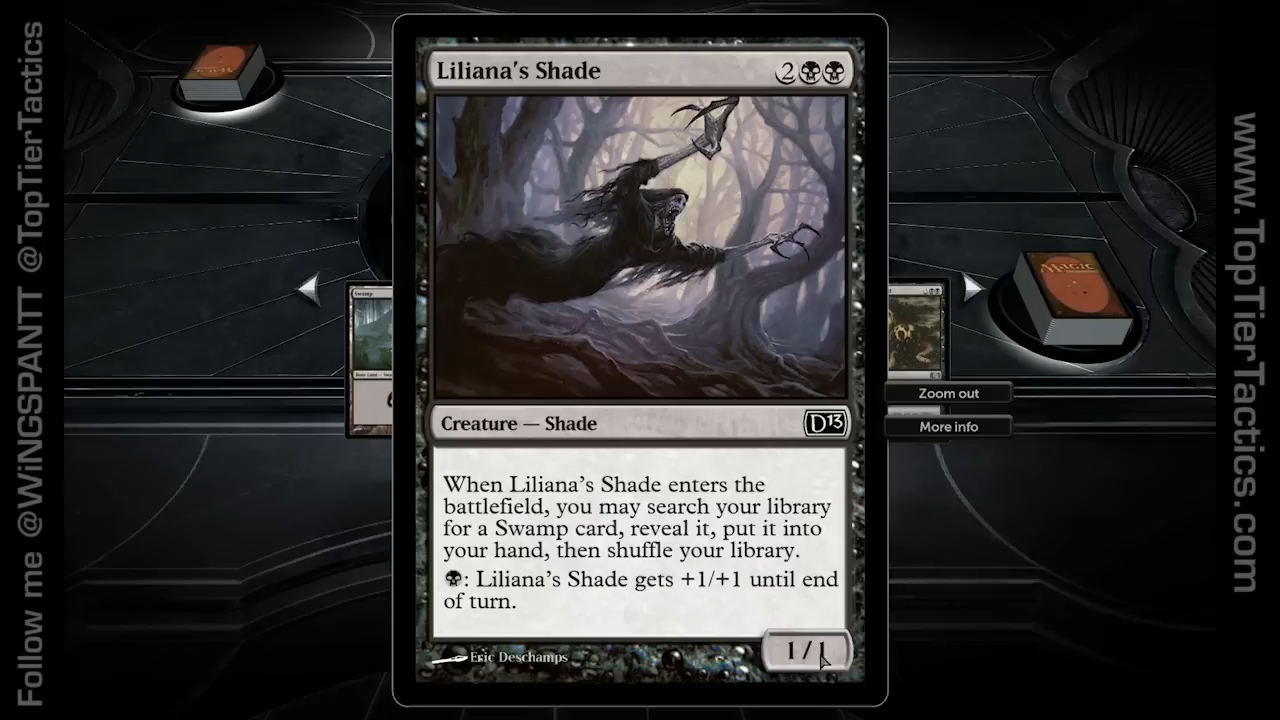 Follow me @WiNGSPANTT @TopTierTactics
Liliana's Shade
2
Swamp
Creature — Shade
D13
When Liliana's Shade enters the
battlefield, you may search your library
for a Swamp card, reveal it, put it into
your hand, then shuffle your library.
: Liliana's Shade gets +1/+1 until end
of turn.
Eric Deschamps
1/1
MAGIC
Zoom out
More info
www.TopTierTactics.com